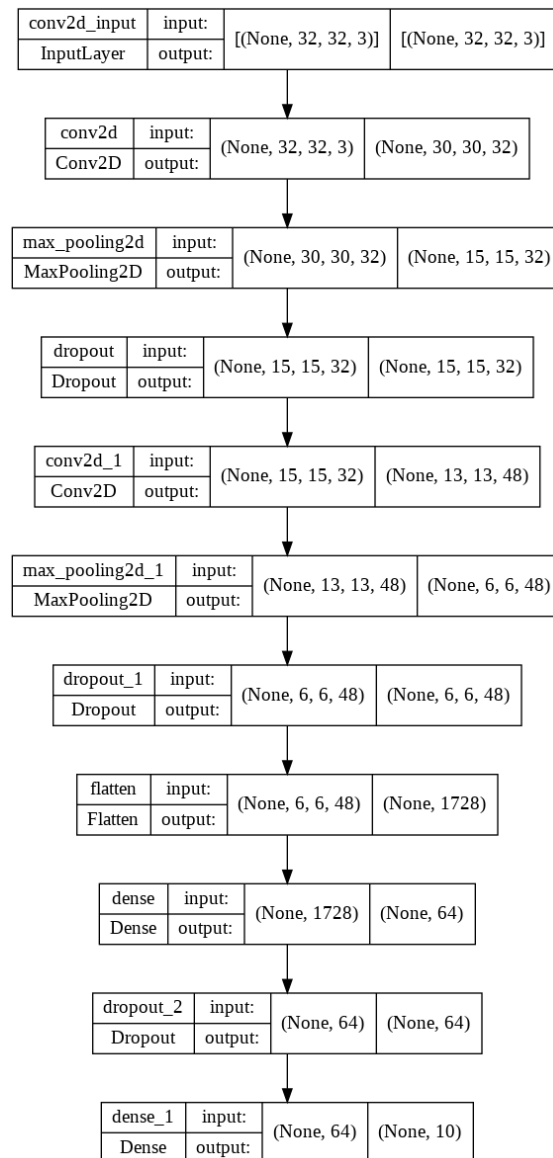 conv2d_input input: [(None, 32, 32, 3)] [(None, 32, 32, 3)]
InputLayer output:
conv2d input: (None, 32, 32, 3) (None, 30, 30, 32)
Conv2D output:
max_pooling2d input: (None, 30, 30, 32) (None, 15, 15, 32)
MaxPooling2D output:
dropout input: (None, 15, 15, 32) (None, 15, 15, 32)
Dropout output:
conv2d_1 input: (None, 15, 15, 32) (None, 13, 13, 48)
Conv2D output:
max_pooling2d_1 input: (None, 13, 13, 48) (None, 6, 6, 48)
MaxPooling2D output:
dropout_1 input: (None, 6, 6, 48) (None, 6, 6, 48)
Dropout output:
flatten input: (None, 6, 6, 48) (None, 1728)
Flatten output:
dense input: (None, 1728) (None, 64)
Dense output:
dropout_2 input: (None, 64) (None, 64)
Dropout output:
dense_1 input: (None, 64) (None, 10)
Dense output: